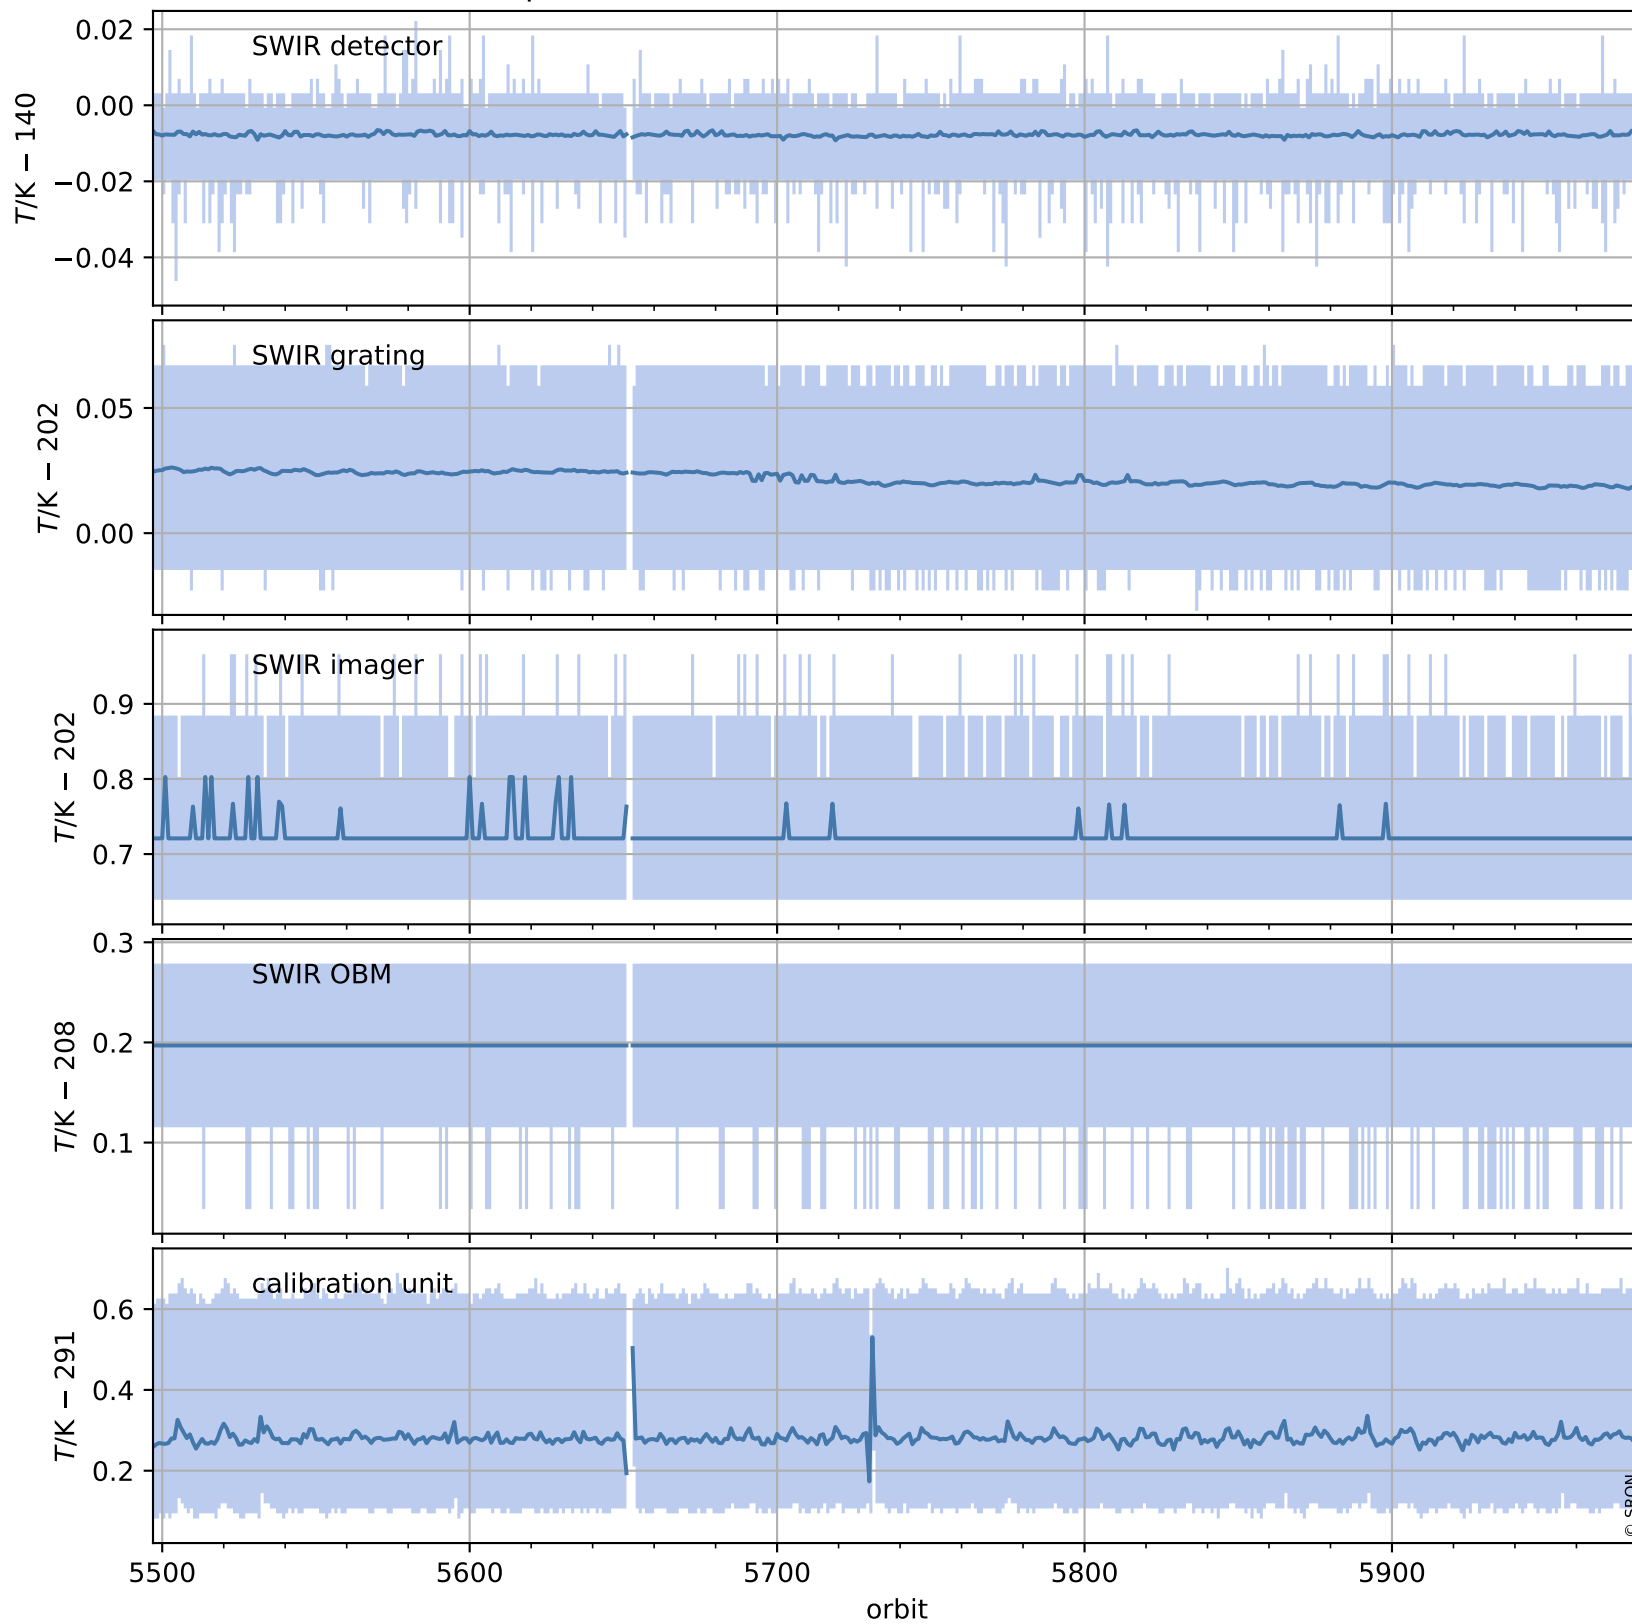 SWIR detector
0.02
0.00
−0.02
−0.04
T/K − 140
SWIR grating
0.05
0.00
T/K − 202
SWIR imager
0.9
0.8
0.7
T/K − 202
SWIR OBM
0.3
0.2
0.1
T/K − 208
calibration unit
0.6
0.4
0.2
T/K − 291
5500 5600 5700 5800 5900
orbit
© SRON